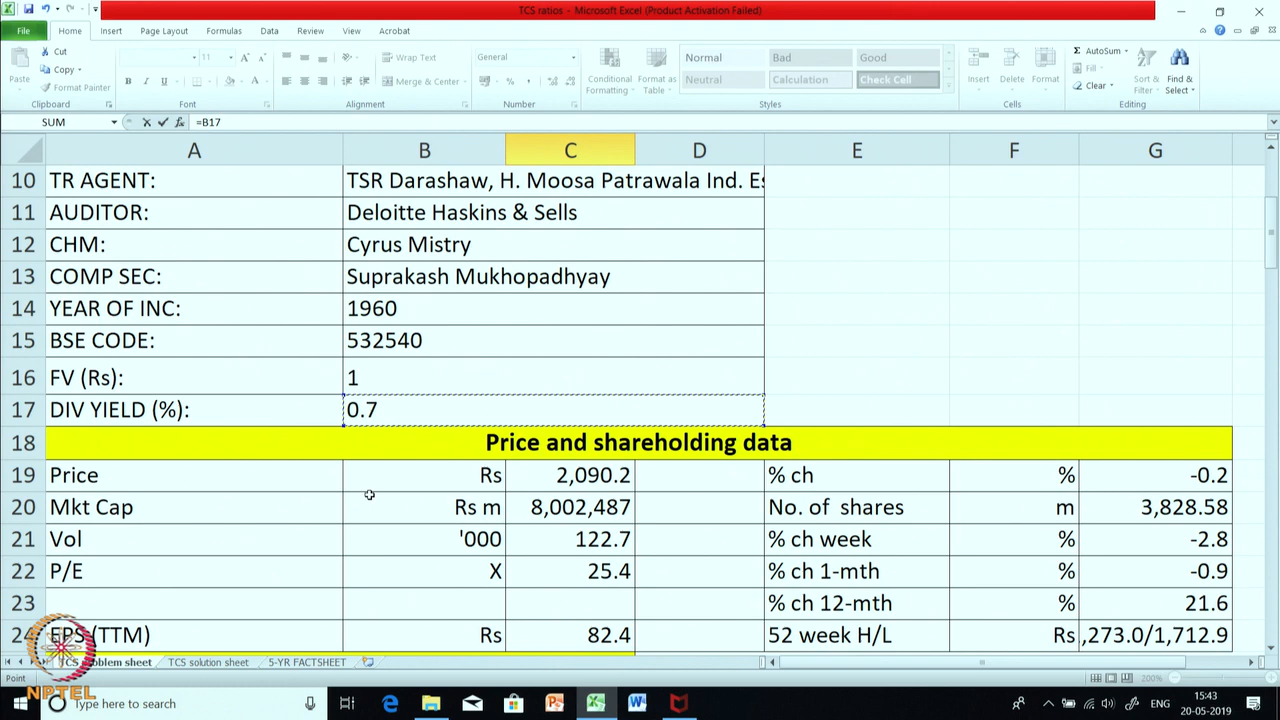 TCS ratios - Microsoft Excel (Product Activation Failed)
File Home Insert Page Layout Formulas Data Review View Acrobat
Paste Cut Copy Format Painter Clipboard
11 Font
Wrap Text Merge & Center Alignment
General Number
Conditional Formatting Format as Table Normal Bad Good Neutral Calculation Check Cell Styles
Insert Delete Format Cells
AutoSum Fill Clear Sort & Filter Find & Select Editing
SUM =B17
A B C D E F G
10 TR AGENT: TSR Darashaw, H. Moosa Patrawala Ind. Es
11 AUDITOR: Deloitte Haskins & Sells
12 CHM: Cyrus Mistry
13 COMP SEC: Suprakash Mukhopadhyay
14 YEAR OF INC: 1960
15 BSE CODE: 532540
16 FV (Rs): 1
17 DIV YIELD (%): 0.7
18 Price and shareholding data
19 Price Rs 2,090.2 % ch % -0.2
20 Mkt Cap Rs m 8,002,487 No. of shares m 3,828.58
21 Vol '000 122.7 % ch week % -2.8
22 P/E X 25.4 % ch 1-mth % -0.9
23 % ch 12-mth % 21.6
24 EPS (TTM) Rs 82.4 52 week H/L Rs ,273.0/1,712.9
TCS problem sheet TCS solution sheet 5-YR FACTSHEET
Point 200%
NPTEL
Type here to search
ENG 15:43
20-05-2019